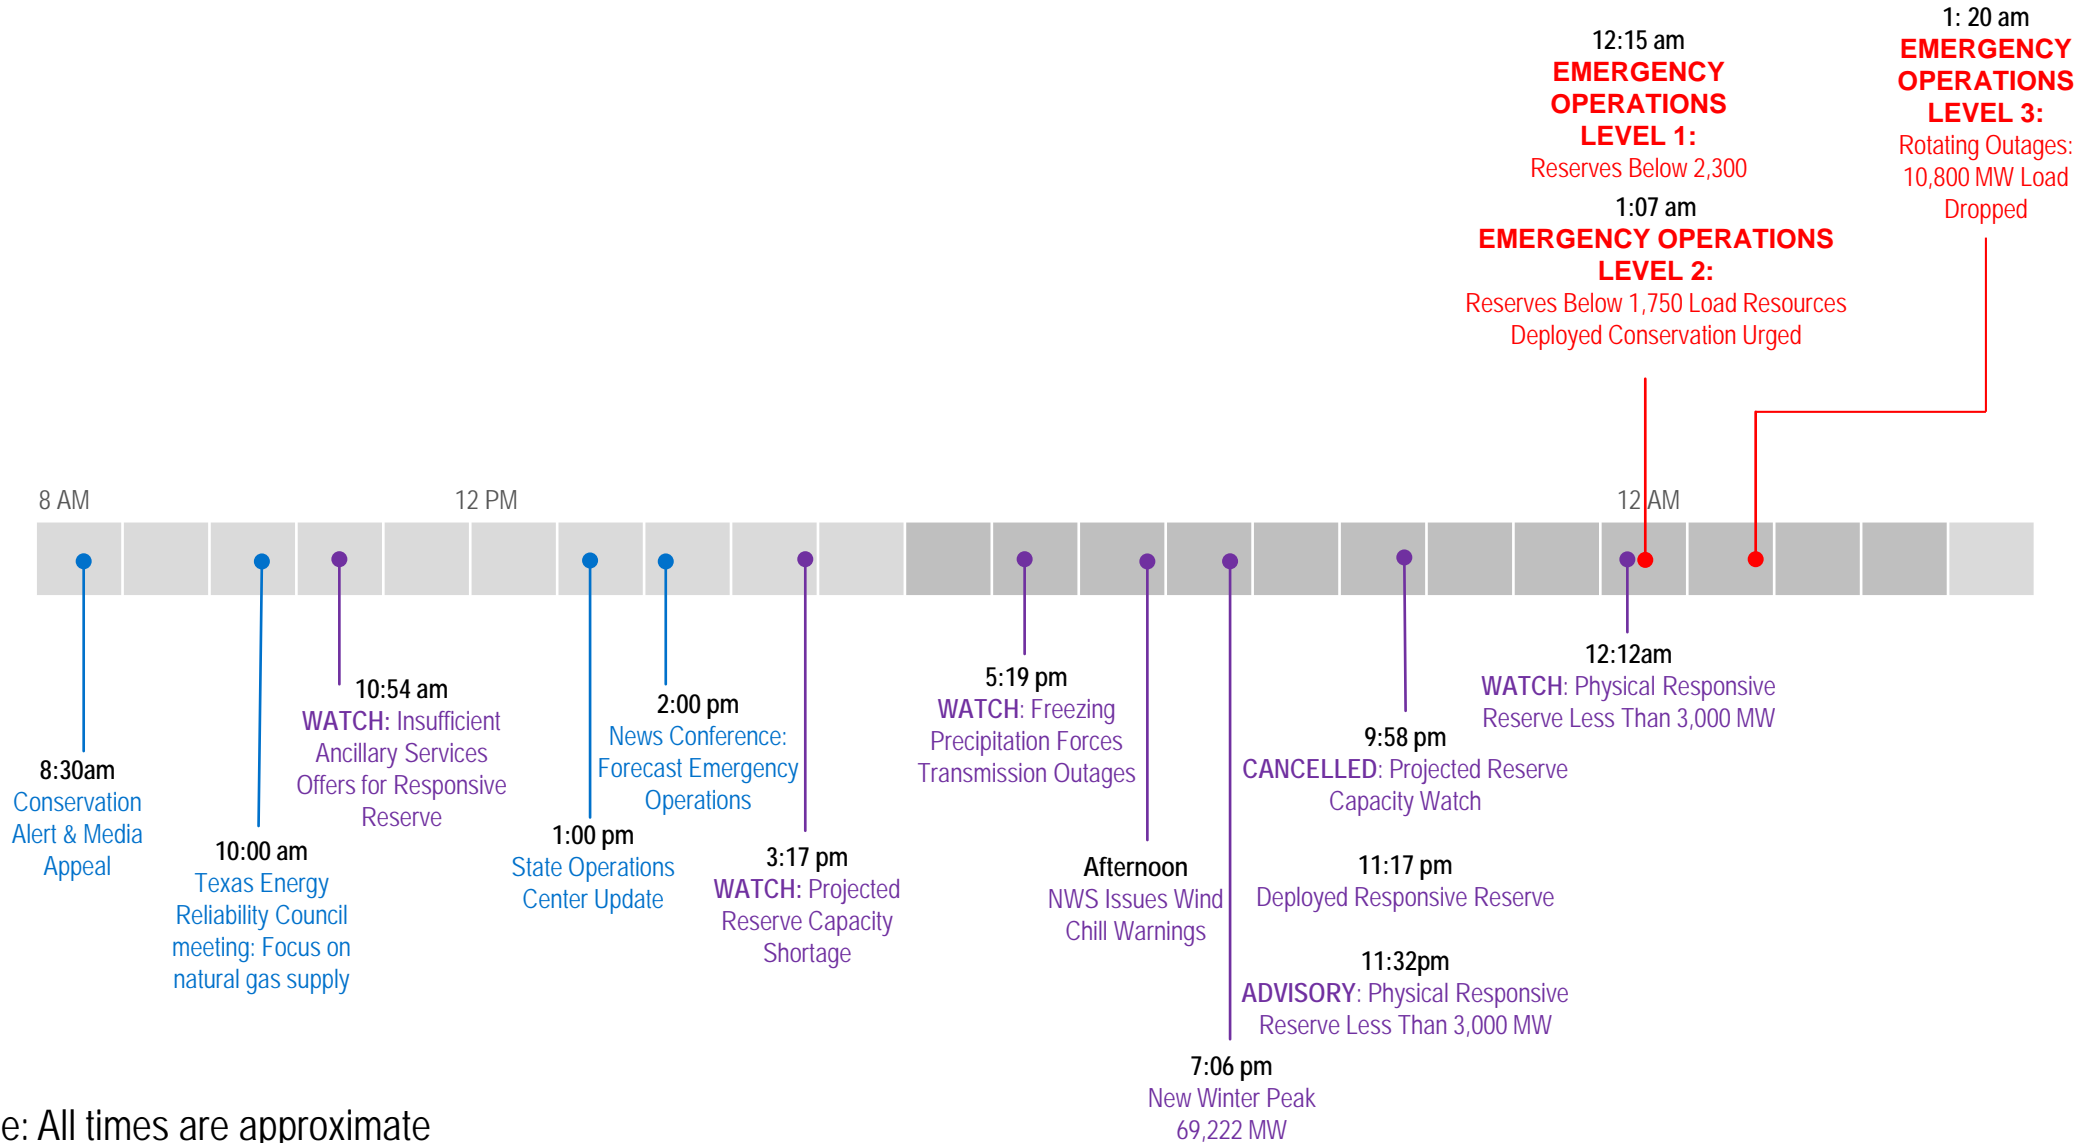 12:15 am
EMERGENCY
OPERATIONS
LEVEL 1:
Reserves Below 2,300
1:07 am
EMERGENCY OPERATIONS
LEVEL 2:
Reserves Below 1,750 Load Resources
Deployed Conservation Urged
1: 20 am
EMERGENCY
OPERATIONS
LEVEL 3:
Rotating Outages:
10,800 MW Load
Dropped
8 AM
12 PM
12 AM
8:30am
Conservation
Alert & Media
Appeal
10:00 am
Texas Energy
Reliability Council
meeting: Focus on
natural gas supply
10:54 am
WATCH: Insufficient
Ancillary Services
Offers for Responsive
Reserve
1:00 pm
State Operations
Center Update
2:00 pm
News Conference:
Forecast Emergency
Operations
3:17 pm
WATCH: Projected
Reserve Capacity
Shortage
5:19 pm
WATCH: Freezing
Precipitation Forces
Transmission Outages
Afternoon
NWS Issues Wind
Chill Warnings
7:06 pm
New Winter Peak
69,222 MW
9:58 pm
CANCELLED: Projected Reserve
Capacity Watch
11:17 pm
Deployed Responsive Reserve
11:32pm
ADVISORY: Physical Responsive
Reserve Less Than 3,000 MW
12:12am
WATCH: Physical Responsive
Reserve Less Than 3,000 MW
e: All times are approximate